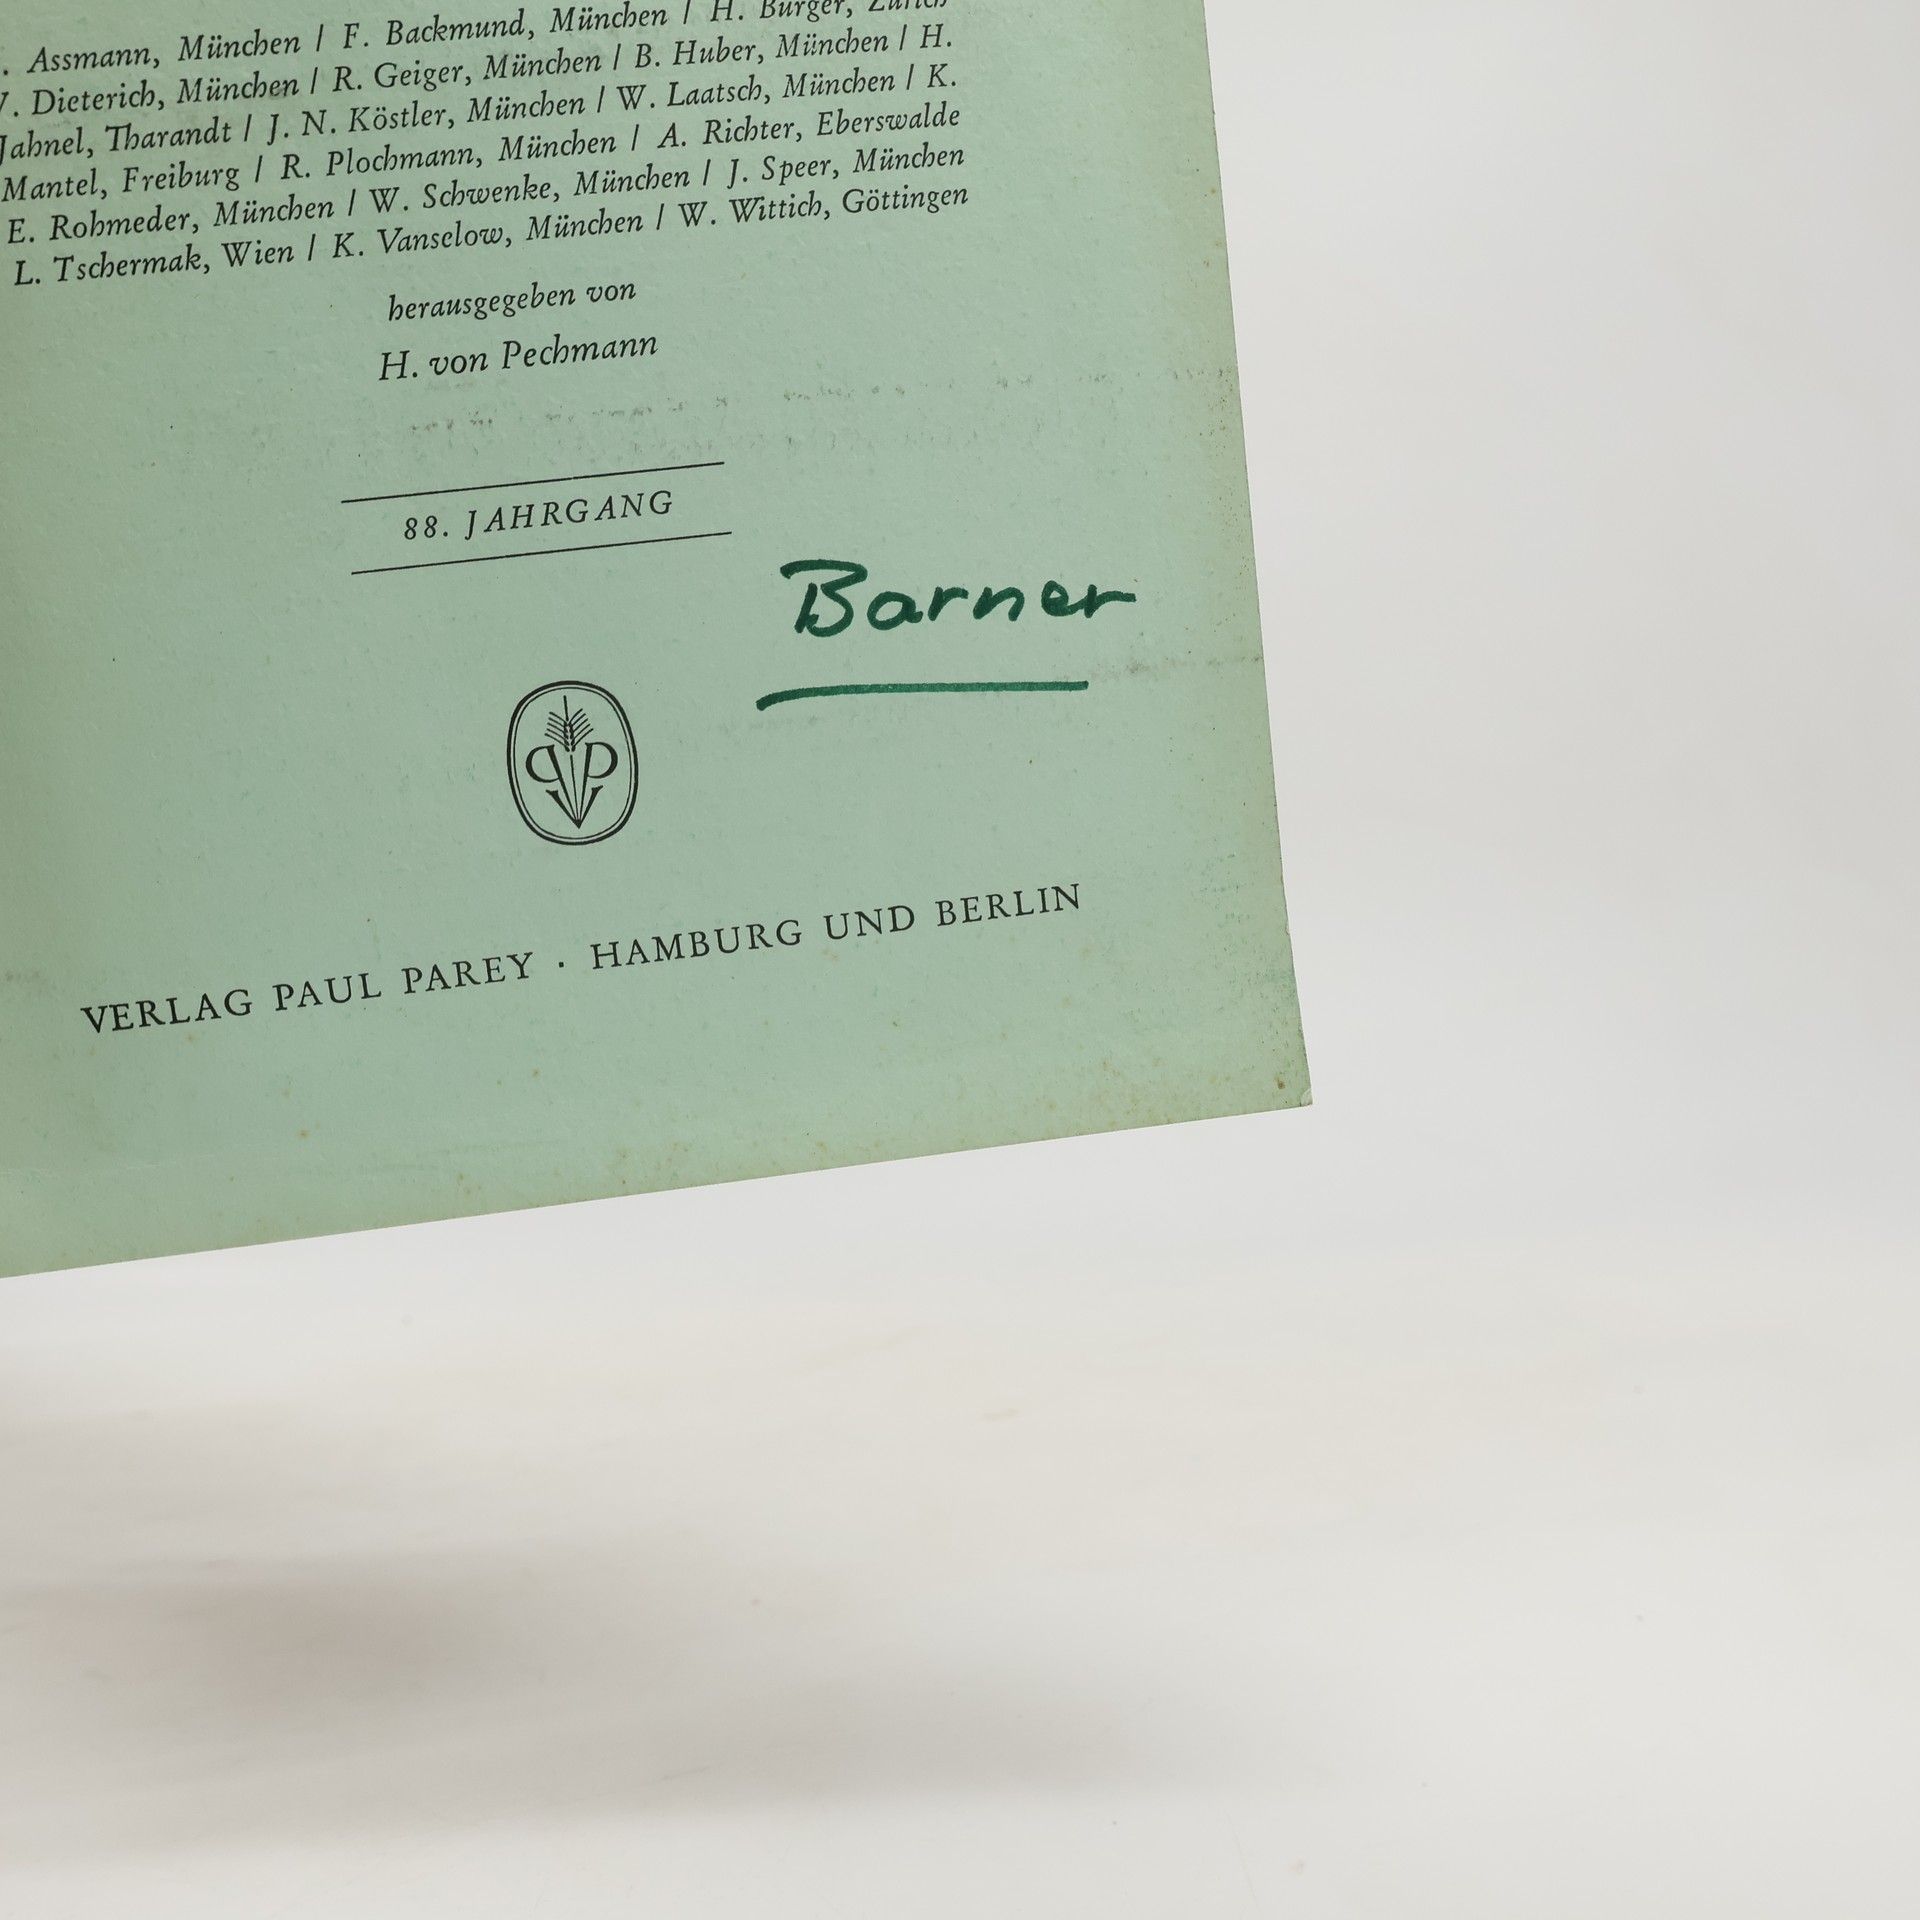 Assmann, München / F. Backmund, München / H. Burger, Zürich
Dieterich, München / R. Geiger, München / B. Huber, München / H.
Jahnel, Tharandt / J. N. Köstler, München / W. Laatsch, München / K.
Mantel, Freiburg / R. Plochmann, München / A. Richter, Eberswalde
E. Rohmeder, München / W. Schwenke, München / J. Speer, München
L. Tschermak, Wien / K. Vanselow, München / W. Wittich, Göttingen
herausgegeben von
H. von Pechmann
88. JAHRGANG
Barner
PVP
VERLAG PAUL PAREY · HAMBURG UND BERLIN